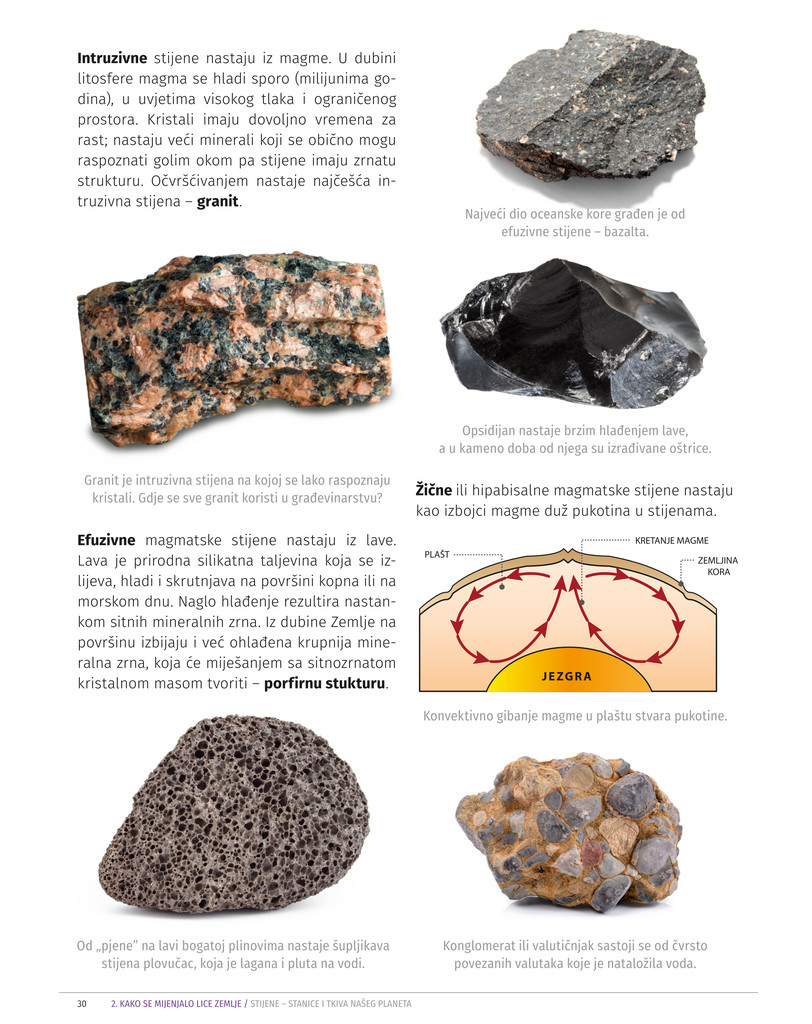 Intruzivne stijene nastaju iz magme. U dubini
litosfere magma se hladi sporo (milijunima go-
dina), u uvjetima visokog tlaka i ograničenog
prostora. Kristali imaju dovoljno vremena za
rast; nastaju veći minerali koji se obično mogu
raspoznati golim okom pa stijene imaju zrnatu
strukturu. Očvršćivanjem nastaje najčešća in-
truzivna stijena – granit.
Granit je intruzivna stijena na kojoj se lako raspoznaju
kristali. Gdje se sve granit koristi u građevinarstvu?
Efuzivne magmatske stijene nastaju iz lave.
Lava je prirodna silikatna taljevina koja se iz-
lijeva, hladi i skrutnjava na površini kopna ili na
morskom dnu. Naglo hlađenje rezultira nastan-
kom sitnih mineralnih zrna. Iz dubine Zemlje na
površinu izbijaju i već ohlađena krupnija mine-
ralna zrna, koja će miješanjem sa sitnozrnatom
kristalnom masom tvoriti – porfirnu stukturu.
Od „pjene” na lavi bogatoj plinovima nastaje šupljikava
stijena plovučac, koja je lagana i pluta na vodi.
Najveći dio oceanske kore građen je od
efuzivne stijene – bazalta.
Opsidijan nastaje brzim hlađenjem lave,
a u kameno doba od njega su izrađivane oštrice.
Žične ili hipabisalne magmatske stijene nastaju
kao izbojci magme duž pukotina u stijenama.
KRETANJE MAGME
PLAŠT
ZEMLJINA
KORA
JEZGRA
Konvektivno gibanje magme u plaštu stvara pukotine.
Konglomerat ili valutičnjak sastoji se od čvrsto
povezanih valutaka koje je nataložila voda.
30 2. KAKO SE MIJENJALO LICE ZEMLJE / STIJENE – STANICE I TKIVA NAŠEG PLANETA